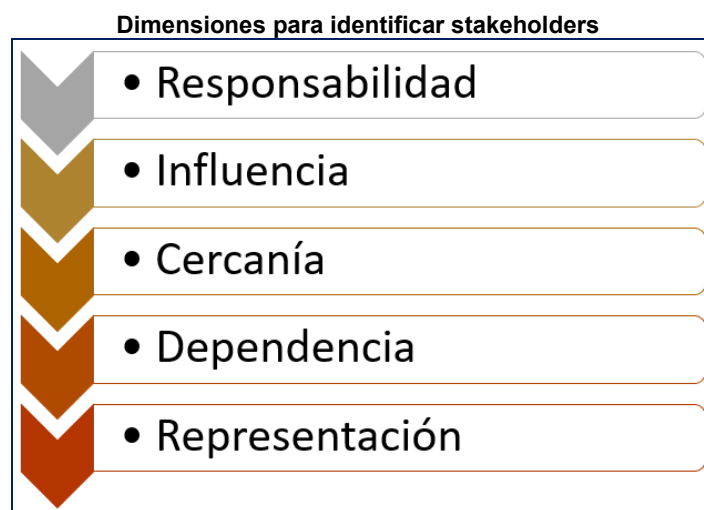 Dimensiones para identificar stakeholders
• Responsabilidad
• Influencia
• Cercanía
• Dependencia
• Representación